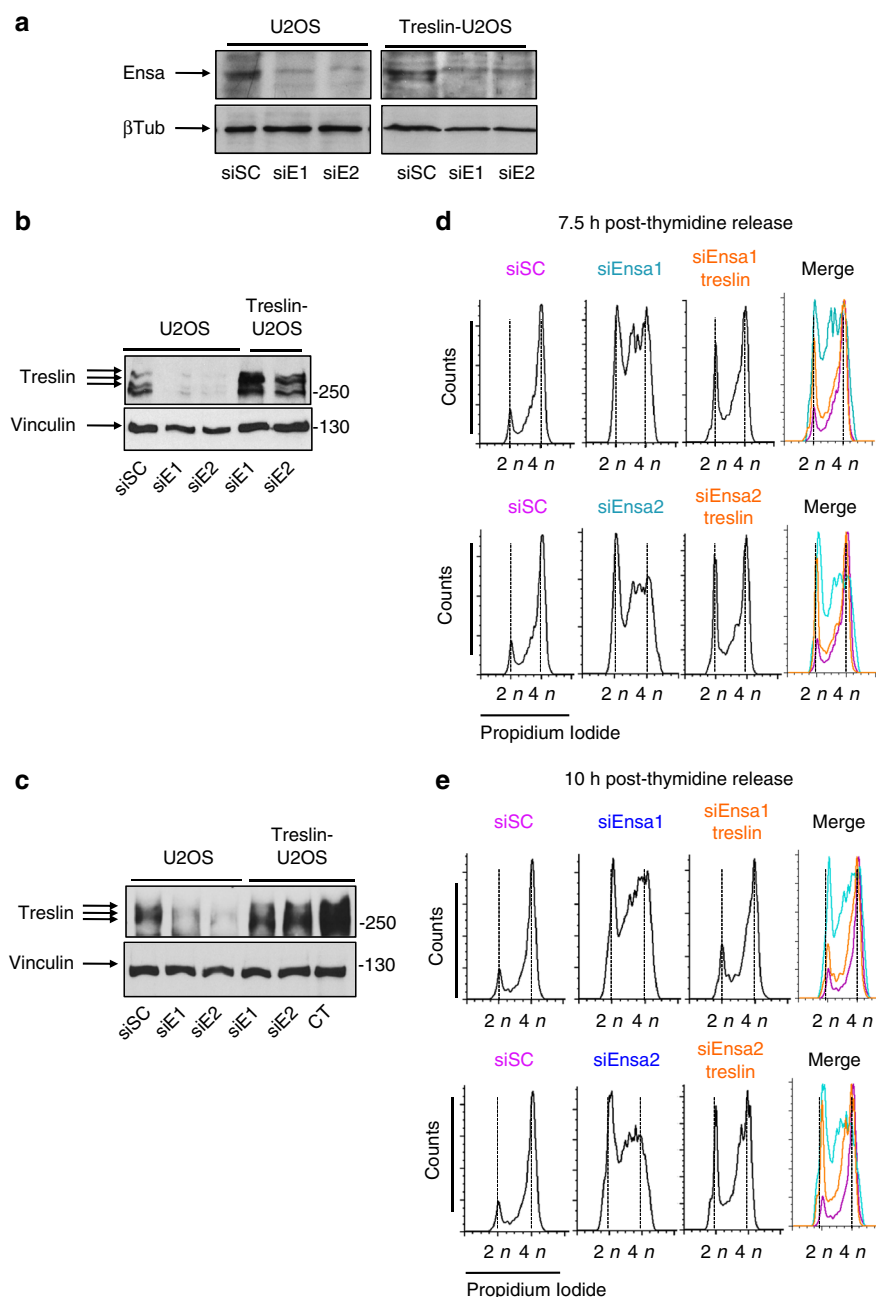 a
U2OS
Treslin-U2OS
Ensa
βTub
siSC siE1 siE2 siSC siE1 siE2
b
U2OS
Treslin-
U2OS
Treslin
-250
Vinculin
-130
siSC siE1 siE2 siE1 siE2
c
U2OS
Treslin-
U2OS
Treslin
-250
Vinculin
-130
siSC siE1 siE2 siE1 siE2 CT
d
7.5 h post-thymidine release
siSC
siEnsa1
siEnsa1
treslin
Merge
Counts
2 n 4 n 2 n 4 n 2 n 4 n 2 n 4 n
siSC
siEnsa2
siEnsa2
treslin
Merge
Counts
2 n 4 n 2 n 4 n 2 n 4 n 2 n 4 n
Propidium Iodide
e
10 h post-thymidine release
siSC
siEnsa1
siEnsa1
treslin
Merge
Counts
2 n 4 n 2 n 4 n 2 n 4 n 2 n 4 n
siSC
siEnsa2
siEnsa2
treslin
Merge
Counts
2 n 4 n 2 n 4 n 2 n 4 n 2 n 4 n
Propidium Iodide